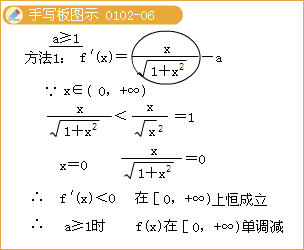 手写板图示 0102-06
a≥1
方法1: f′(x)=x/√(1+x²)-a
∵ x∈( 0, +∞)
x/√(1+x²)<x/√x²=1
x=0 x/√(1+x²)=0
∴ f′(x)<0 在[ 0, +∞)上恒成立
∴ a≥1时 f(x)在[ 0, +∞)单调减